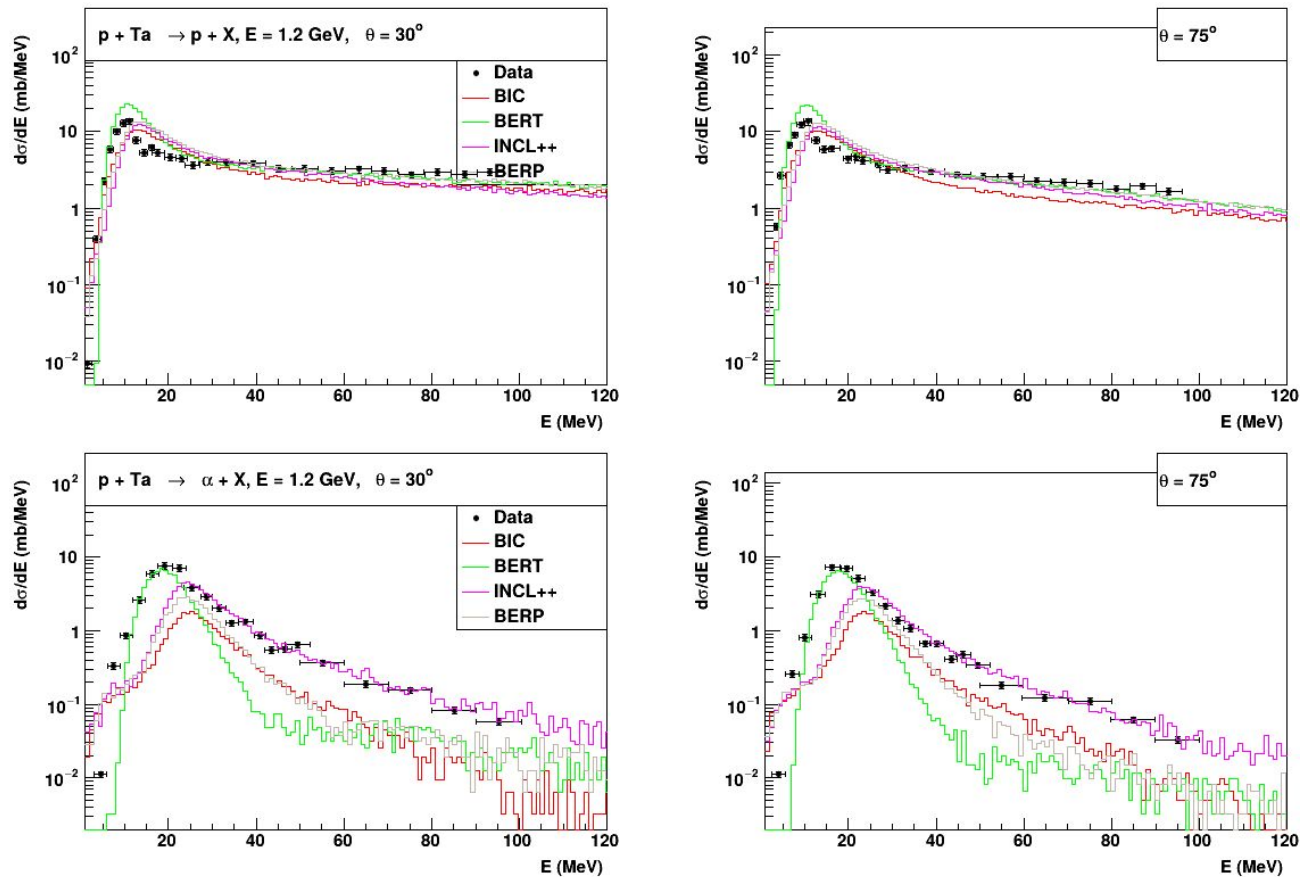 p + Ta → p + X, E = 1.2 GeV, θ = 30°
Data
BIC
BERT
INCL++
BERP
dσ/dE (mb/MeV)
10²
10
1
10⁻¹
10⁻²
20 40 60 80 100 120
E (MeV)
θ = 75°
dσ/dE (mb/MeV)
10²
10
1
10⁻¹
10⁻²
20 40 60 80 100 120
E (MeV)
p + Ta → α + X, E = 1.2 GeV, θ = 30°
Data
BIC
BERT
INCL++
BERP
dσ/dE (mb/MeV)
10²
10
1
10⁻¹
10⁻²
20 40 60 80 100 120
E (MeV)
θ = 75°
dσ/dE (mb/MeV)
10²
10
1
10⁻¹
10⁻²
20 40 60 80 100 120
E (MeV)